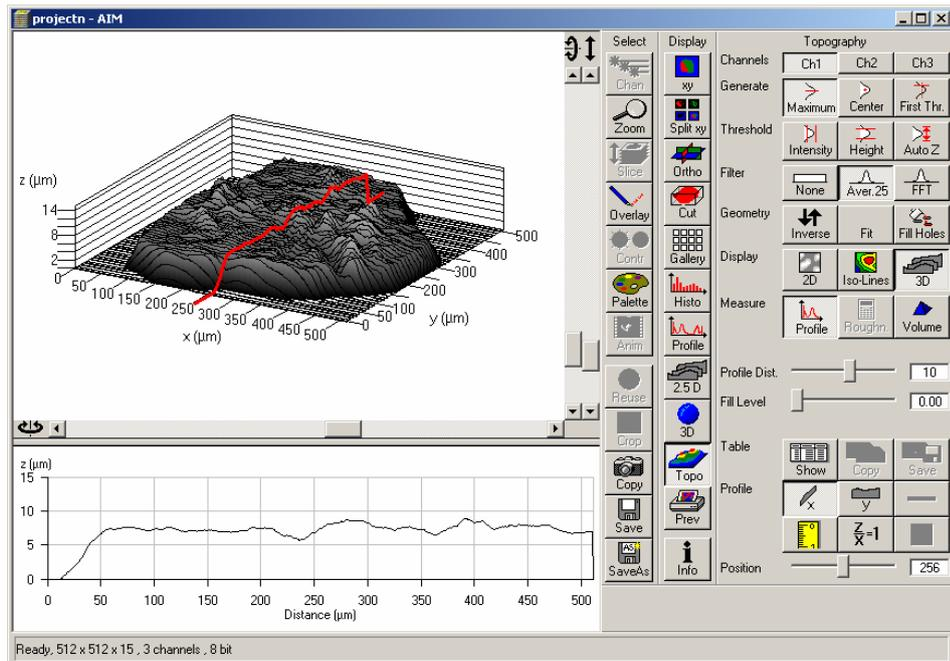 projectn - AIM
z (µm)
14
8
2
0
50
100
150
200
250
300
350
400
450
500
x (µm)
0
50
100
200
300
400
500
y (µm)
z (µm)
15
10
5
0
0 50 100 150 200 250 300 350 400 450 500
Distance (µm)
Select
Chan
Zoom
Slice
Overlay
Contr
Palette
Anim
Reuse
Crop
Copy
Save
AS
SaveAs
Display
xy
Split xy
Ortho
Cut
Gallery
Histo
Profile
2.5 D
3D
Topo
Prev
Info
Topography
Channels Ch1 Ch2 Ch3
Generate Maximum Center First Thr.
Threshold Intensity Height Auto Z
Filter None Aver.25 FFT
Geometry Inverse Fit Fill Holes
Display 2D Iso-Lines 3D
Measure Profile Roughn. Volume
Profile Dist. 10
Fill Level 0.00
Table Show Copy Save
Profile x y
Z/X=1
Position 256
Ready, 512 x 512 x 15 , 3 channels , 8 bit